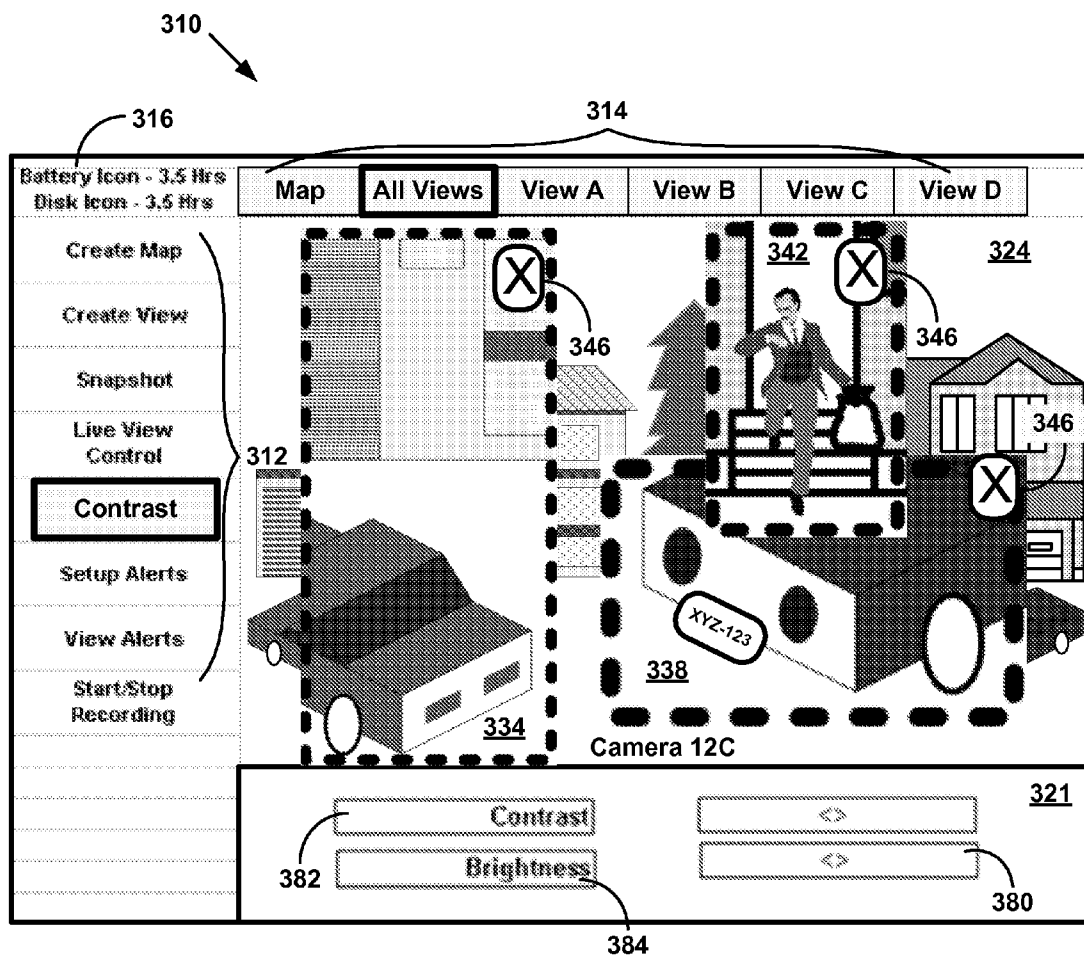 310
316
314
Battery Icon - 3.5 Hrs
Disk Icon - 3.5 Hrs
Map
All Views
View A
View B
View C
View D
Create Map
Create View
Snapshot
Live View
Control
Contrast
Setup Alerts
View Alerts
Start/Stop
Recording
312
X
346
342
X
346
324
346
X
XYZ-123
338
334
Camera 12C
321
Contrast
<>
Brightness
<>
382
380
384